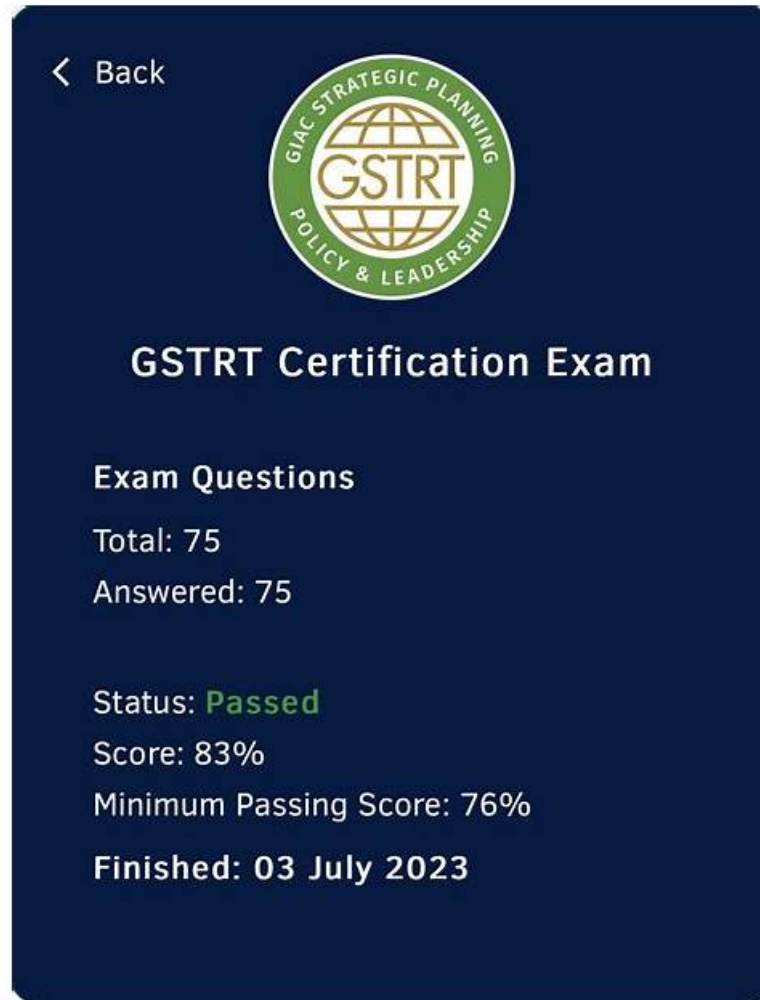 Back
GIAC STRATEGIC PLANNING
GSTRT
POLICY & LEADERSHIP
GSTRT Certification Exam
Exam Questions
Total: 75
Answered: 75
Status: Passed
Score: 83%
Minimum Passing Score: 76%
Finished: 03 July 2023